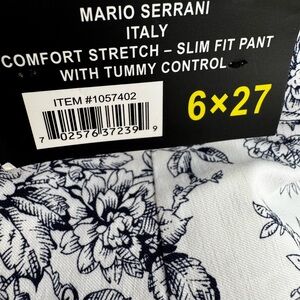 MARIO SERRANI
ITALY
COMFORT STRETCH – SLIM FIT PANT
WITH TUMMY CONTROL
ITEM #1057402
6×27
7 02576 37239 9